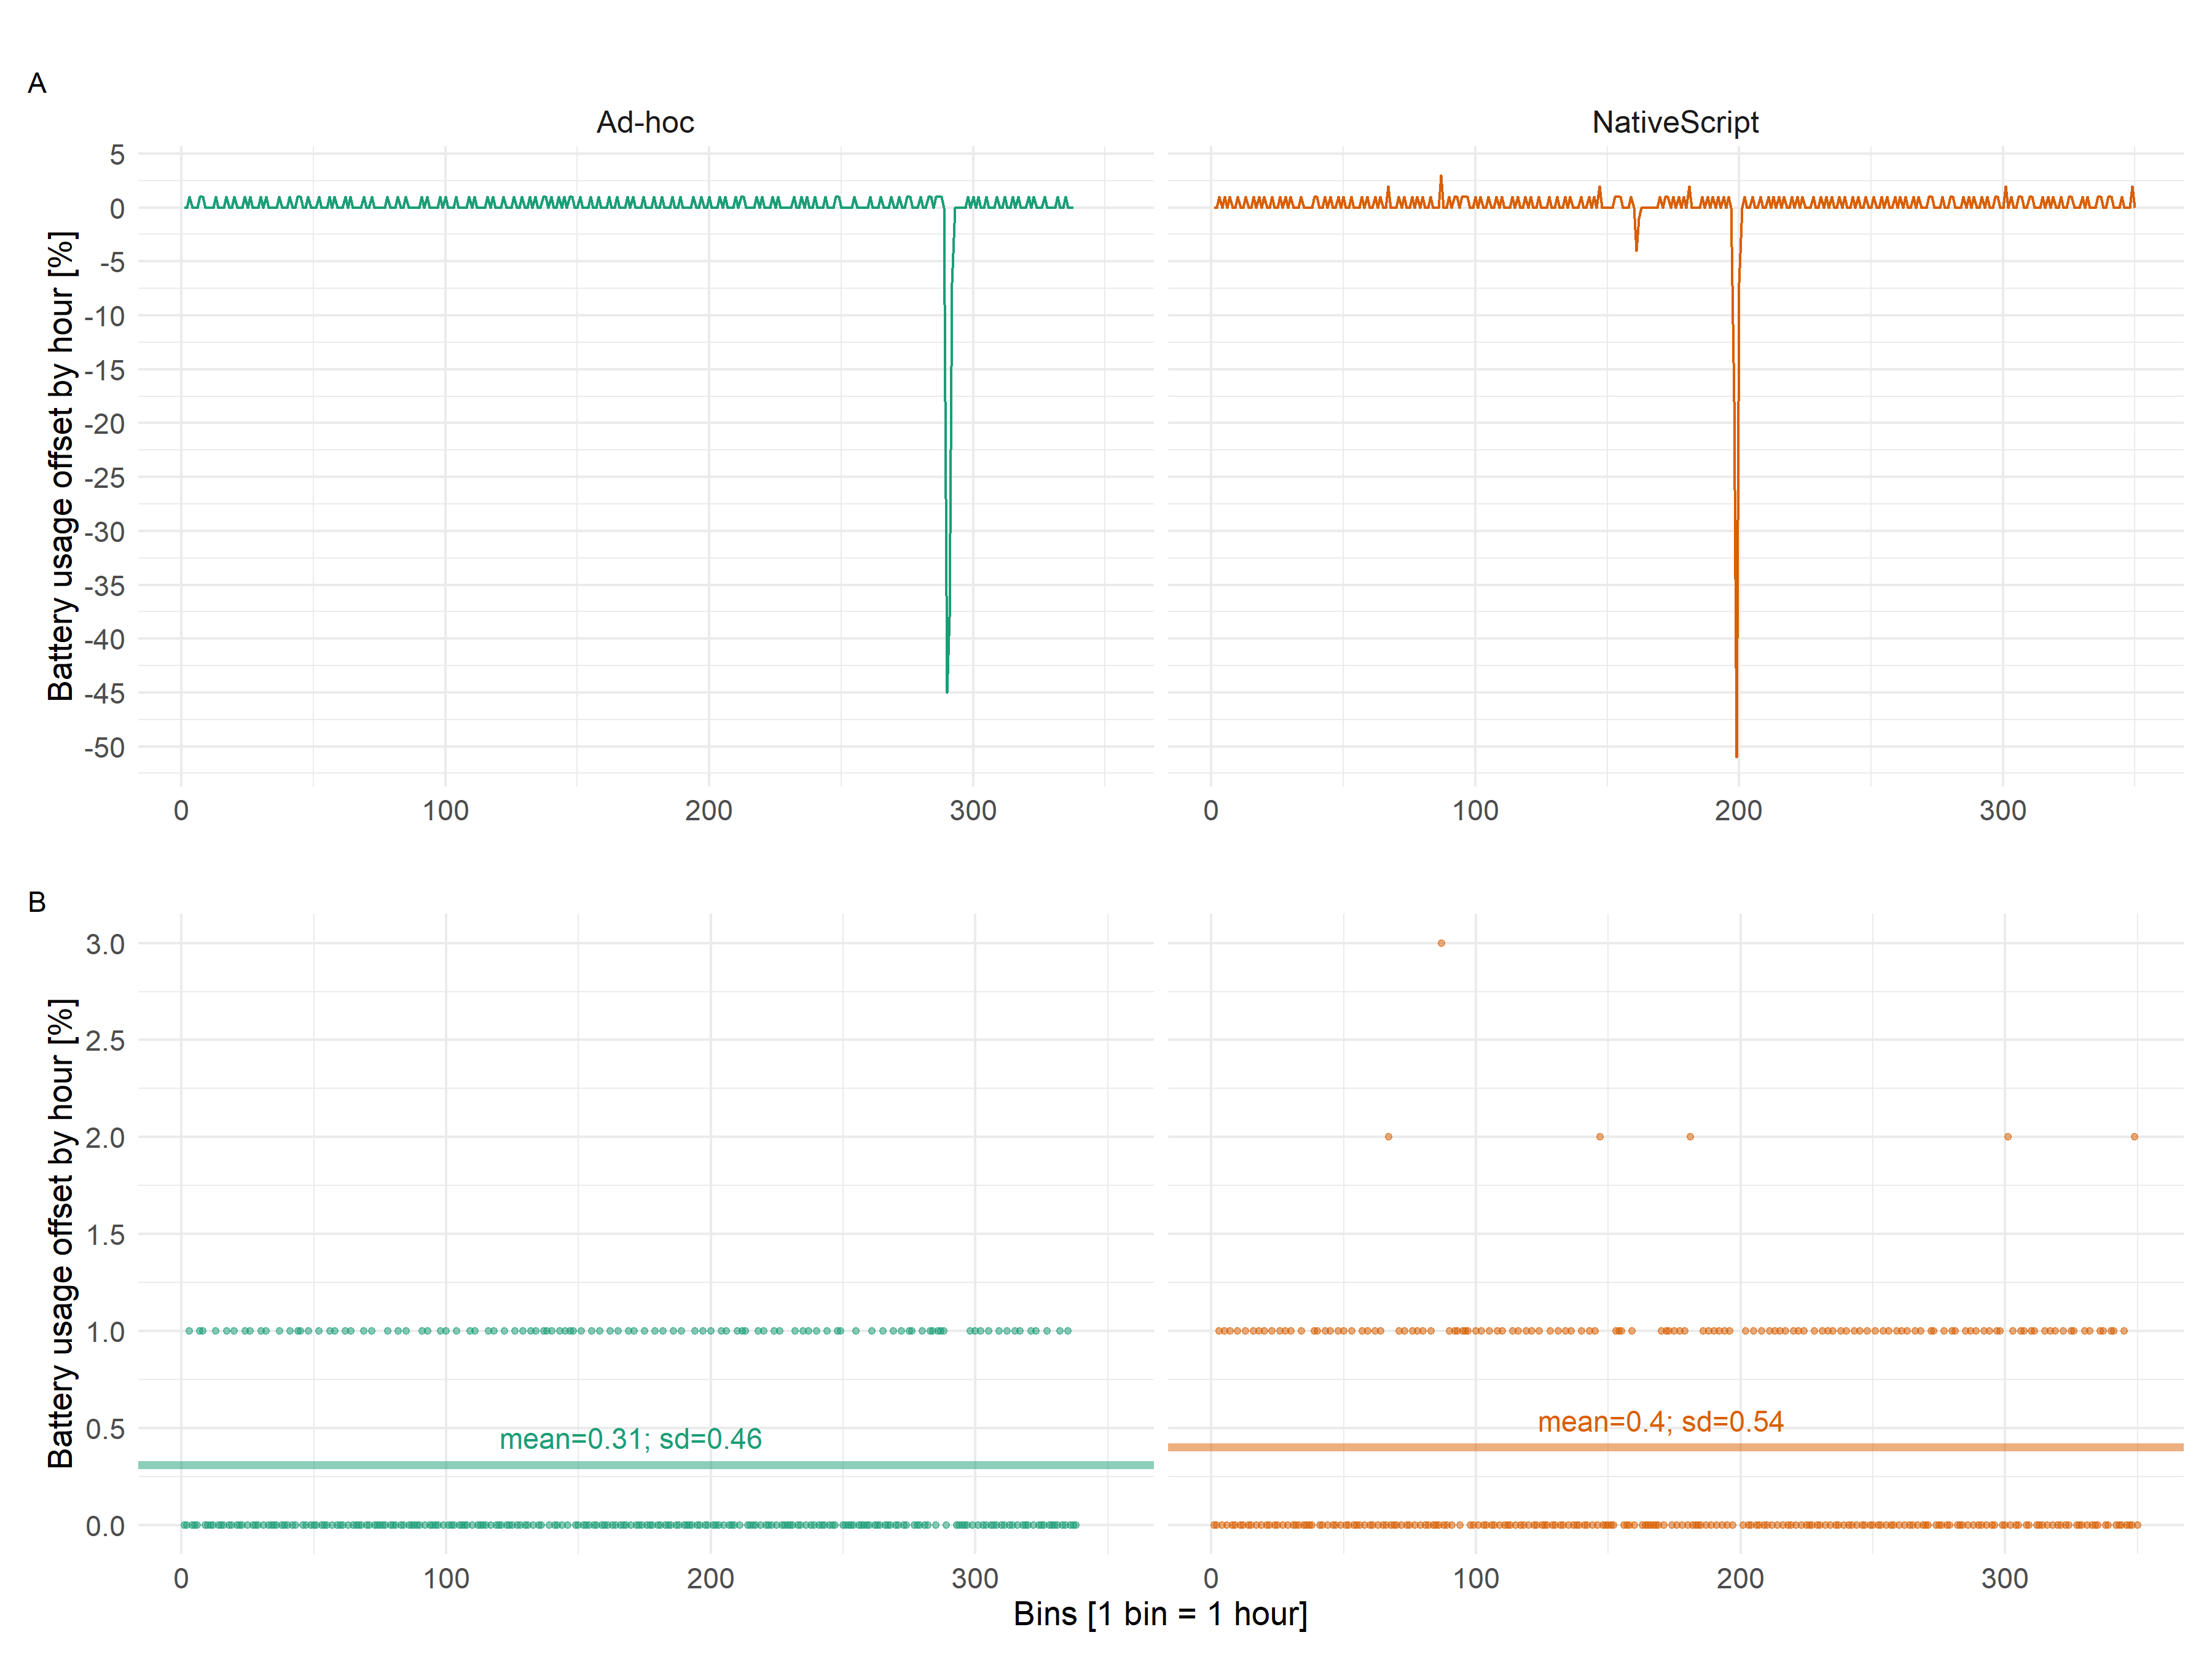 A
Ad-hoc
NativeScript
Battery usage offset by hour [%]
5
0
-5
-10
-15
-20
-25
-30
-35
-40
-45
-50
0 100 200 300
0 100 200 300
B
Battery usage offset by hour [%]
3.0
2.5
2.0
1.5
1.0
0.5
0.0
mean=0.31; sd=0.46
mean=0.4; sd=0.54
0 100 200 300
0 100 200 300
Bins [1 bin = 1 hour]